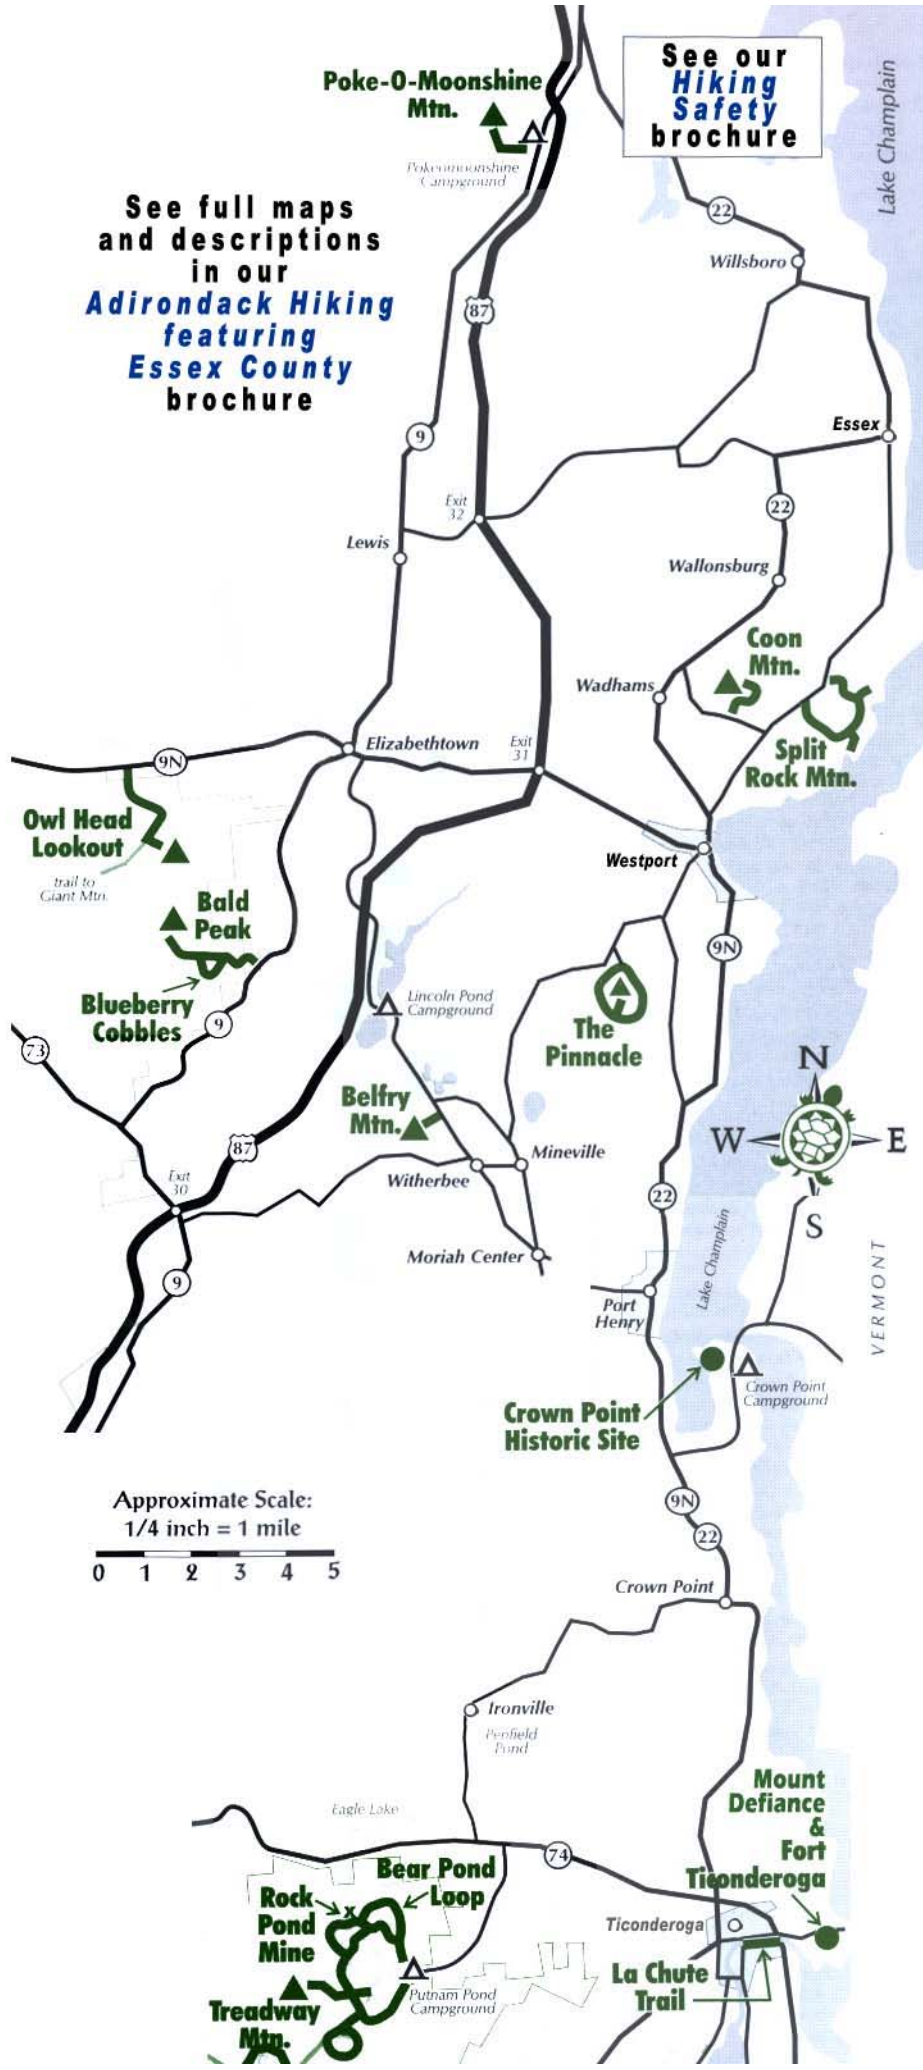 Poke-O-Moonshine
Mtn.
Pokeomoonshine
Campground
See our
Hiking
Safety
brochure
Lake Champlain
See full maps
and descriptions
in our
Adirondack Hiking
featuring
Essex County
brochure
22
Willsboro
87
9
Essex
Exit
32
22
Lewis
Wallonsburg
Coon
Mtn.
Wadhams
Split
Rock Mtn.
Elizabethtown
Exit
31
9N
Owl Head
Lookout
trail to
Giant Mtn.
Westport
Bald
Peak
9N
Blueberry
Cobbles
Lincoln Pond
Campground
9
The
Pinnacle
73
Belfry
Mtn.
N
W
E
S
87
Mineville
Witherbee
Exit
30
22
Moriah Center
9
Lake Champlain
VERMONT
Port
Henry
Crown Point
Campground
Crown Point
Historic Site
Approximate Scale:
1/4 inch = 1 mile
0 1 2 3 4 5
9N
22
Crown Point
Ironville
Penfield
Pond
Mount
Defiance
&
Fort
Ticonderoga
Eagle Lake
74
Bear Pond
Loop
Rock
Pond
Mine
x
Ticonderoga
La Chute
Trail
Putnam Pond
Campground
Treadway
Mtn.